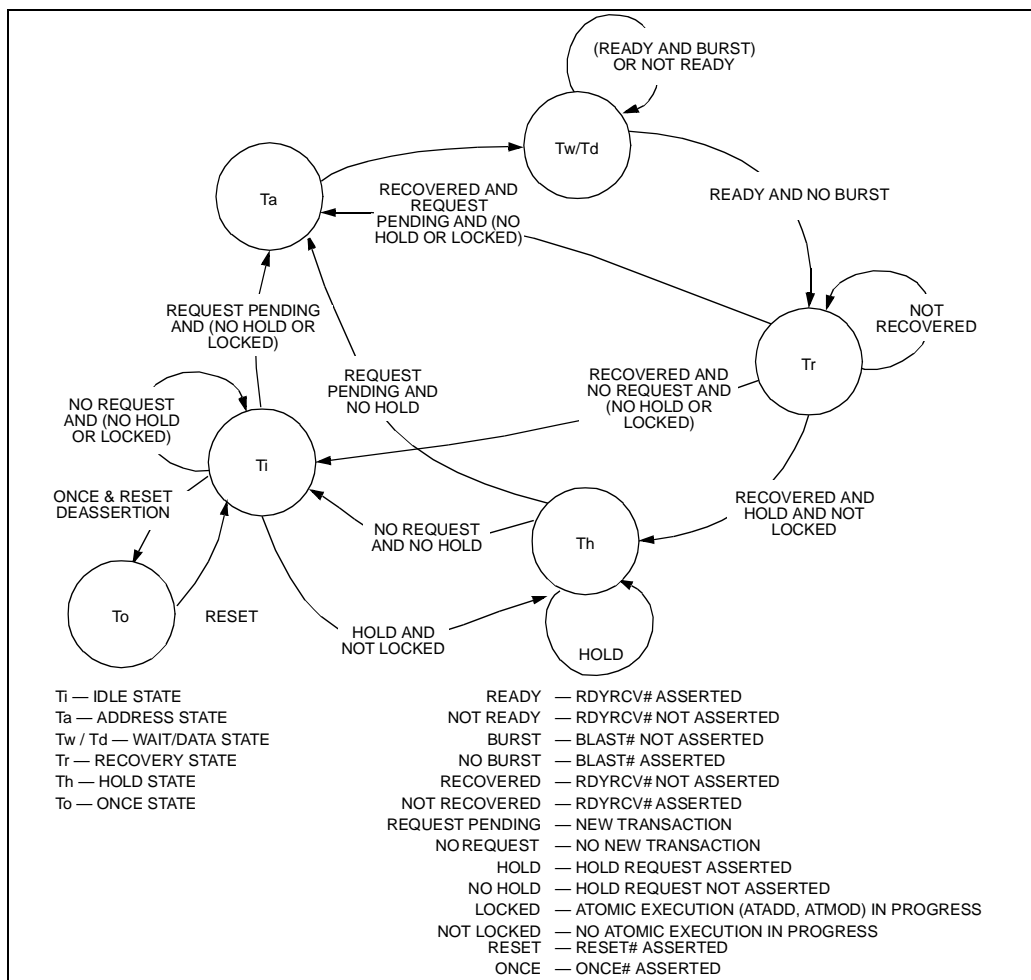 (READY AND BURST)
OR NOT READY
Tw/Td
Ta
RECOVERED AND
REQUEST
PENDING AND (NO
HOLD OR LOCKED)
READY AND NO BURST
REQUEST PENDING
AND (NO HOLD OR
LOCKED)
NOT
RECOVERED
Tr
REQUEST
PENDING AND
NO HOLD
RECOVERED AND
NO REQUEST AND
(NO HOLD OR
LOCKED)
NO REQUEST
AND (NO HOLD
OR LOCKED)
Ti
ONCE & RESET
DEASSERTION
NO REQUEST
AND NO HOLD
RECOVERED AND
HOLD AND NOT
LOCKED
Th
To
RESET
HOLD AND
NOT LOCKED
HOLD
Ti — IDLE STATE
Ta — ADDRESS STATE
Tw / Td — WAIT/DATA STATE
Tr — RECOVERY STATE
Th — HOLD STATE
To — ONCE STATE
READY — RDYRCV# ASSERTED
NOT READY — RDYRCV# NOT ASSERTED
BURST — BLAST# NOT ASSERTED
NO BURST — BLAST# ASSERTED
RECOVERED — RDYRCV# NOT ASSERTED
NOT RECOVERED — RDYRCV# ASSERTED
REQUEST PENDING — NEW TRANSACTION
NO REQUEST — NO NEW TRANSACTION
HOLD — HOLD REQUEST ASSERTED
NO HOLD — HOLD REQUEST NOT ASSERTED
LOCKED — ATOMIC EXECUTION (ATADD, ATMOD) IN PROGRESS
NOT LOCKED — NO ATOMIC EXECUTION IN PROGRESS
RESET — RESET# ASSERTED
ONCE — ONCE# ASSERTED